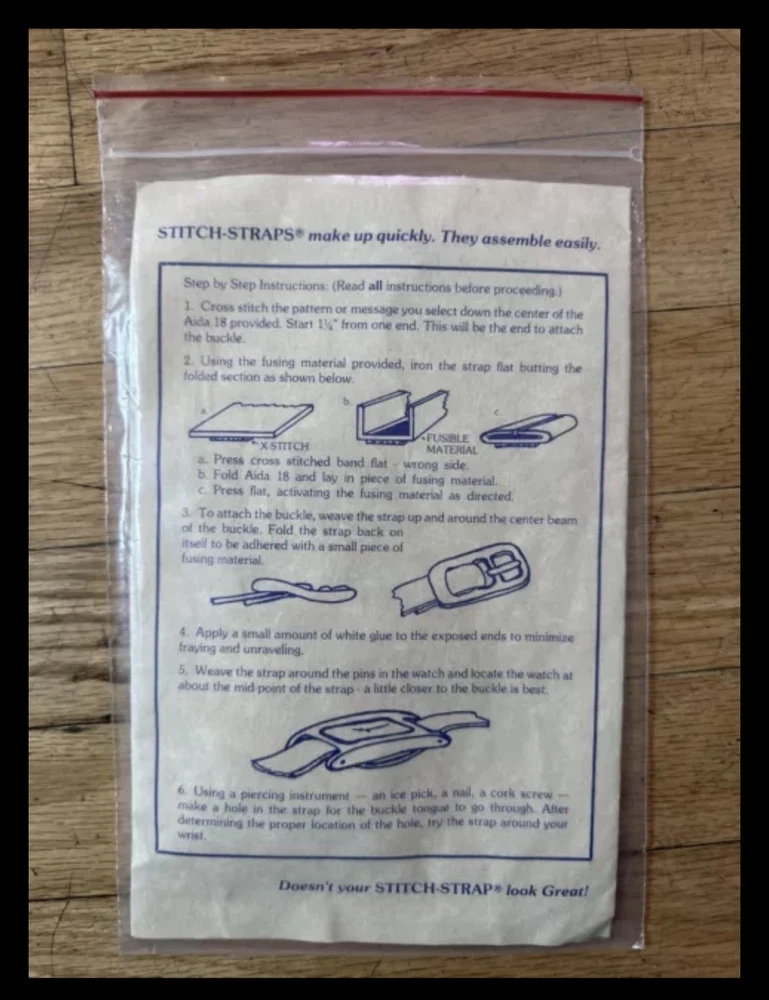 STITCH-STRAPS® make up quickly. They assemble easily.
Step by Step Instructions: (Read all instructions before proceeding.)
1. Cross stitch the pattern or message you select down the center of the
Aida 18 provided. Start 1¼" from one end. This will be the end to attach
the buckle.
2. Using the fusing material provided, iron the strap flat butting the
folded section as shown below.
a.
b.
c.
X STITCH
FUSIBLE
MATERIAL
a. Press cross stitched band flat - wrong side.
b. Fold Aida 18 and lay in piece of fusing material.
c. Press flat, activating the fusing material as directed.
3. To attach the buckle, weave the strap up and around the center beam
of the buckle. Fold the strap back on
itself to be adhered with a small piece of
fusing material.
4. Apply a small amount of white glue to the exposed ends to minimize
fraying and unraveling.
5. Weave the strap around the pins in the watch and locate the watch at
about the mid-point of the strap - a little closer to the buckle is best.
6. Using a piercing instrument — an ice pick, a nail, a cork screw —
make a hole in the strap for the buckle tongue to go through. After
determining the proper location of the hole, try the strap around your
wrist.
Doesn't your STITCH-STRAP® look Great!